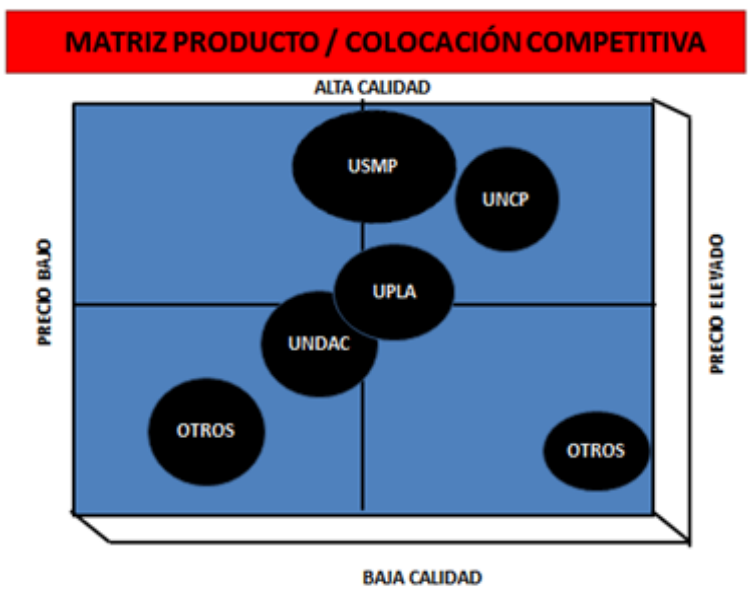 MATRIZ PRODUCTO / COLOCACIÓN COMPETITIVA
ALTA CALIDAD
USMP
UNCP
PRECIO BAJO
PRECIO ELEVADO
UPLA
UNDAC
OTROS
OTROS
BAJA CALIDAD